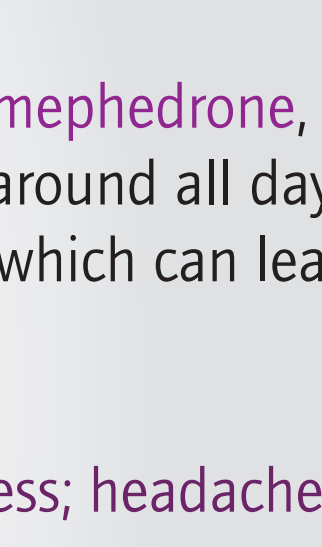 mephedrone,
around all day
which can lea
ess; headache